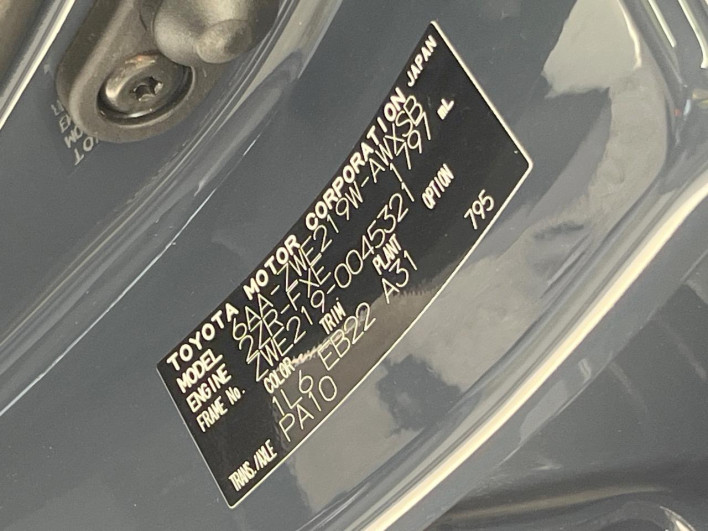 TOYOTA MOTOR CORPORATION JAPAN
MODEL 6AA-ZWE219W-AWXSB
ENGINE 2ZR-FXE 1797 mL
FRAME No. ZWE219-0045321
COLOR TRIM PLANT OPTION
1L6 EB22 A31 795
TRANS./AXLE PA10